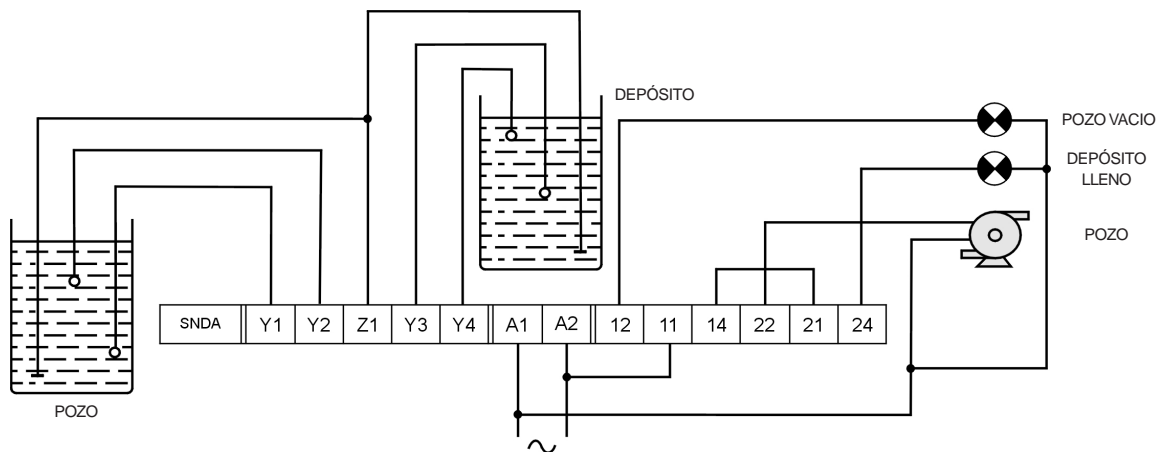 DEPÓSITO
POZO VACIO
DEPÓSITO
LLENO
POZO
SNDA Y1 Y2 Z1 Y3 Y4 A1 A2 12 11 14 22 21 24
POZO